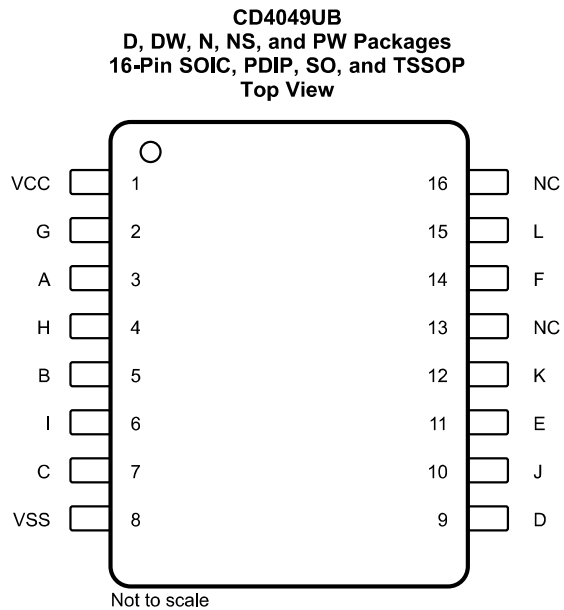 CD4049UB
D, DW, N, NS, and PW Packages
16-Pin SOIC, PDIP, SO, and TSSOP
Top View
VCC 1 16 NC
G 2 15 L
A 3 14 F
H 4 13 NC
B 5 12 K
I 6 11 E
C 7 10 J
VSS 8 9 D
Not to scale